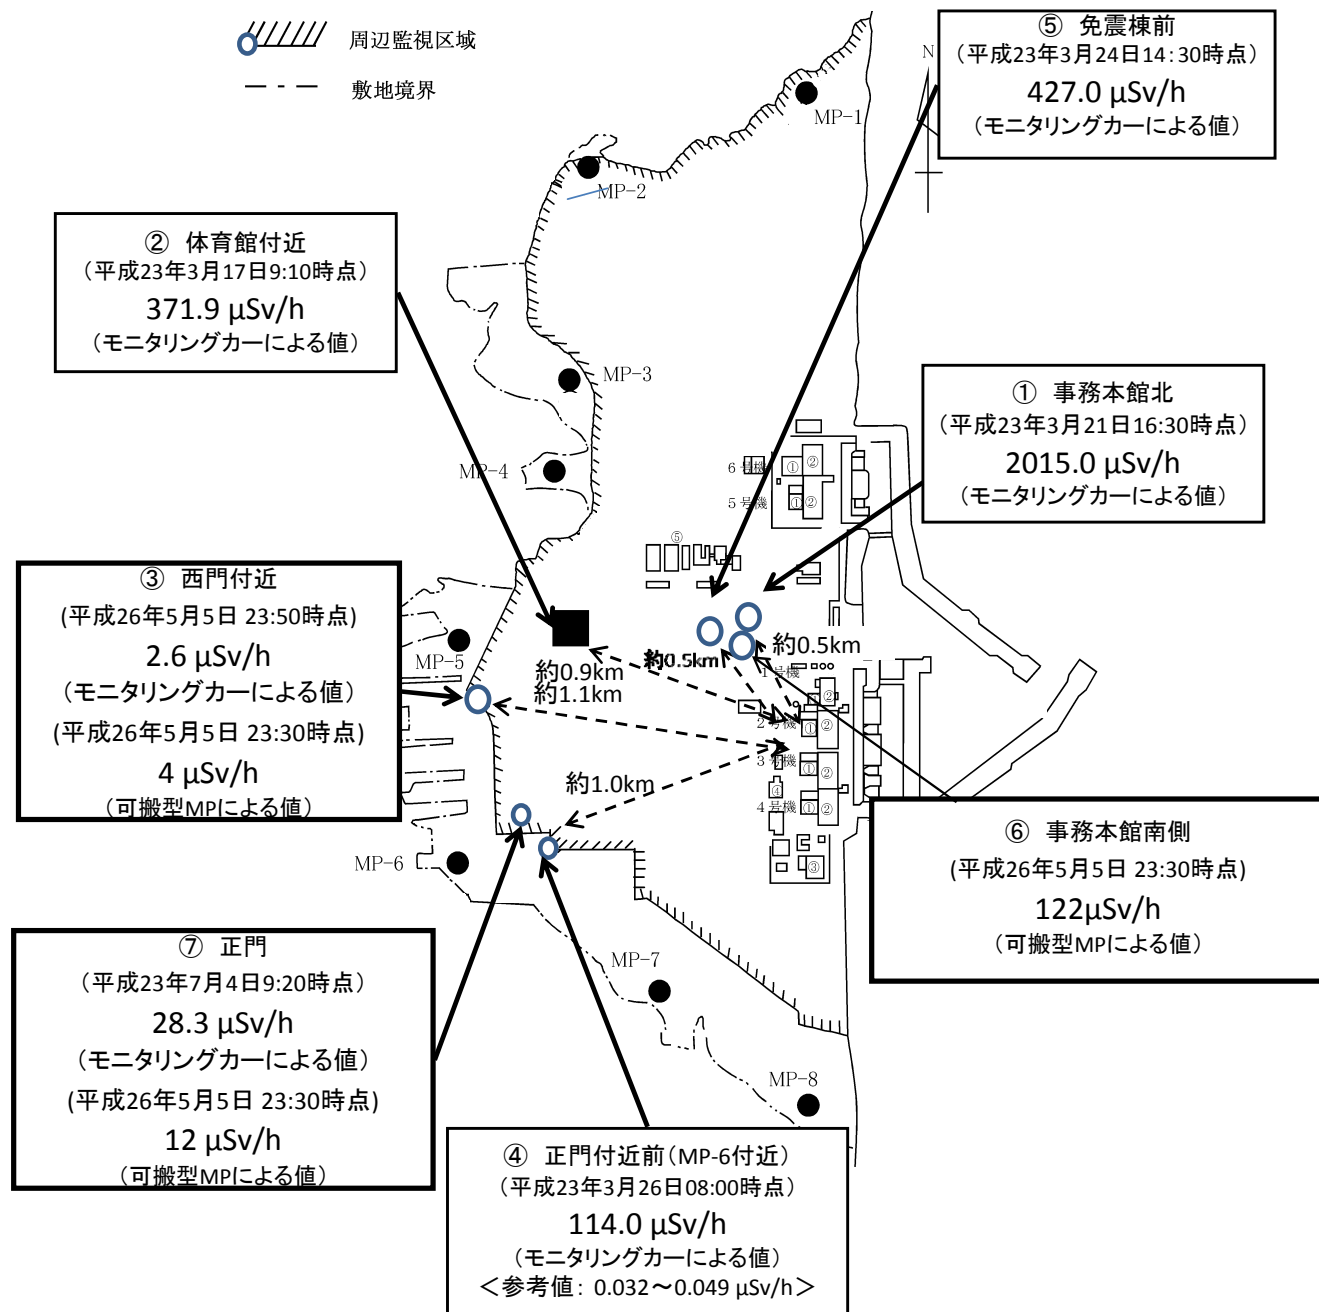 周辺監視区域
敷地境界
⑤ 免震棟前
(平成23年3月24日14:30時点)
427.0 μSv/h
(モニタリングカーによる値)
N
MP-1
MP-2
② 体育館付近
(平成23年3月17日9:10時点)
371.9 μSv/h
(モニタリングカーによる値)
MP-3
MP-4
① 事務本館北
(平成23年3月21日16:30時点)
2015.0 μSv/h
(モニタリングカーによる値)
6号機
①
②
5号機
①
②
⑤
③ 西門付近
(平成26年5月5日 23:50時点)
2.6 μSv/h
(モニタリングカーによる値)
(平成26年5月5日 23:30時点)
4 μSv/h
(可搬型MPによる値)
MP-5
約0.9km
約1.1km
約0.5km
約0.5km
1号機
②
2号機
①
②
3号機
①
②
④
4号機
①
②
③
約1.0km
MP-6
⑥ 事務本館南側
(平成26年5月5日 23:30時点)
122μSv/h
(可搬型MPによる値)
⑦ 正門
(平成23年7月4日9:20時点)
28.3 μSv/h
(モニタリングカーによる値)
(平成26年5月5日 23:30時点)
12 μSv/h
(可搬型MPによる値)
MP-7
MP-8
④ 正門付近前(MP-6付近)
(平成23年3月26日08:00時点)
114.0 μSv/h
(モニタリングカーによる値)
<参考値: 0.032~0.049 μSv/h>